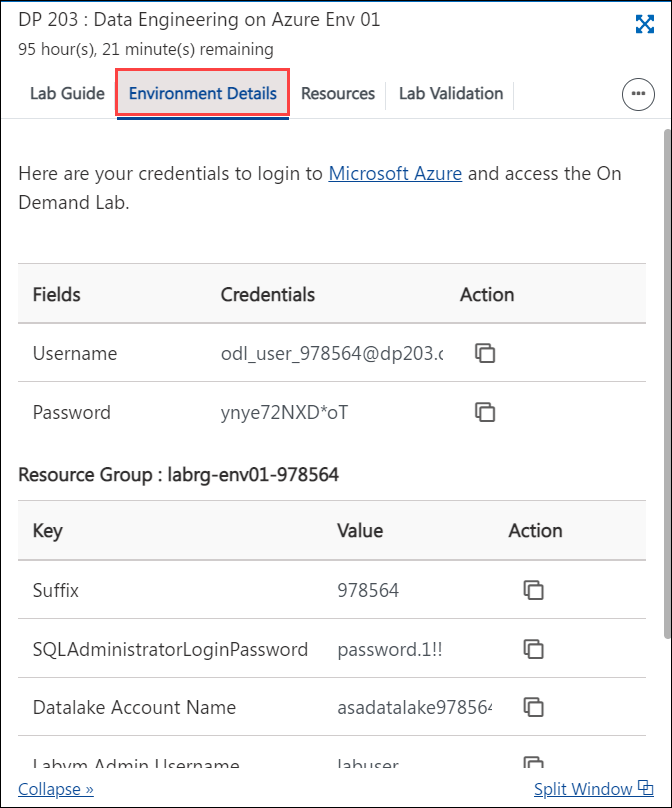 DP 203 : Data Engineering on Azure Env 01
95 hour(s), 21 minute(s) remaining
Lab Guide Environment Details Resources Lab Validation
Here are your credentials to login to Microsoft Azure and access the On
Demand Lab.
Fields Credentials Action
Username odl_user_978564@dp203.c
Password ynye72NXD*oT
Resource Group : labrg-env01-978564
Key Value Action
Suffix 978564
SQLAdministratorLoginPassword password.1!!
Datalake Account Name asadatalake978564
Labvm Admin Username labuser
Collapse » Split Window